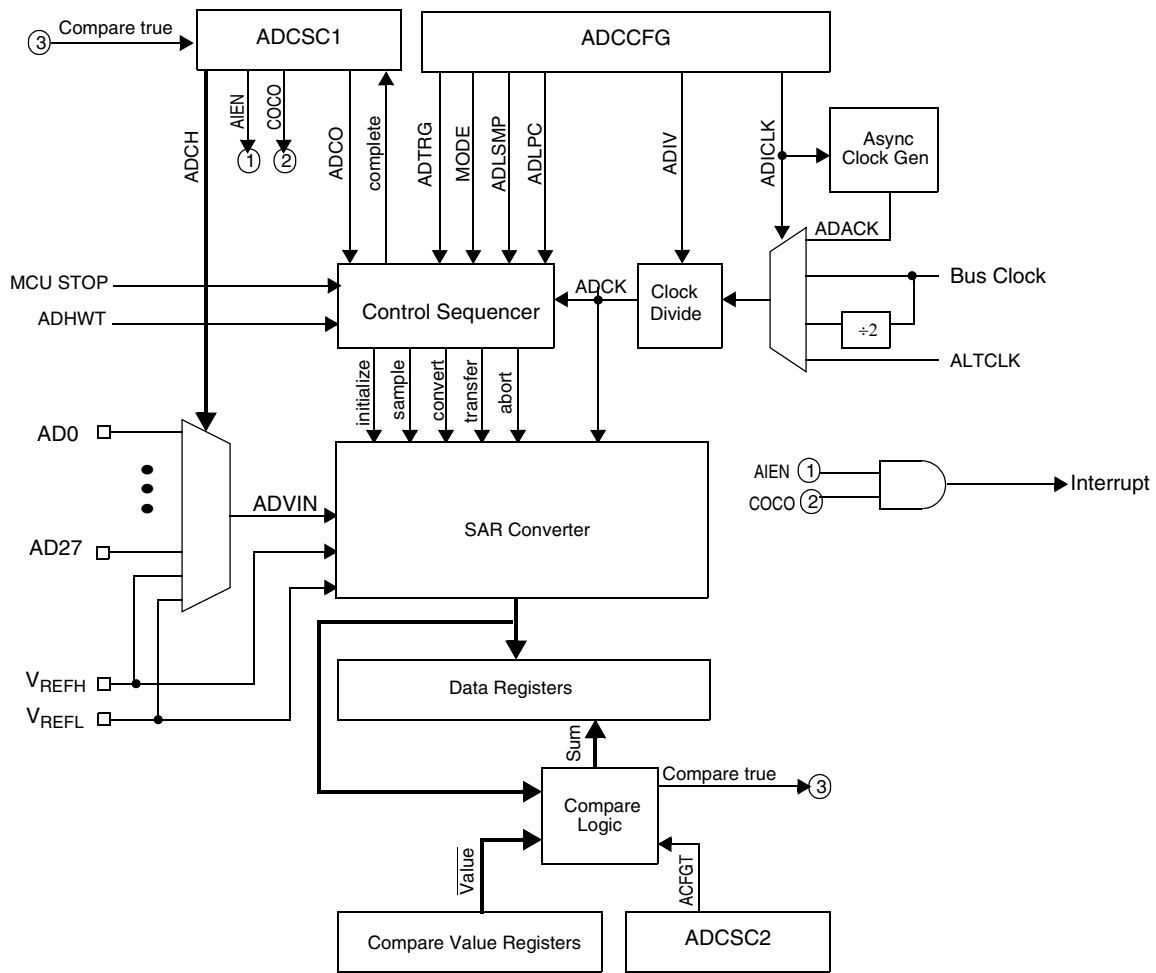 3
Compare true
ADCSC1
ADCCFG
ADCH
AIEN
COCO
ADCO
complete
ADTRG
MODE
ADLSMP
ADLPC
ADIV
ADICLK
Async
Clock Gen
1
2
ADACK
MCU STOP
ADHWT
Control Sequencer
ADCK
Clock
Divide
Bus Clock
÷2
ALTCLK
initialize
sample
convert
transfer
abort
AD0
AD27
ADVIN
SAR Converter
AIEN 1
COCO 2
Interrupt
VREFH
VREFL
Data Registers
Sum
Compare true
3
Compare
Logic
Value
ACFGT
Compare Value Registers
ADCSC2